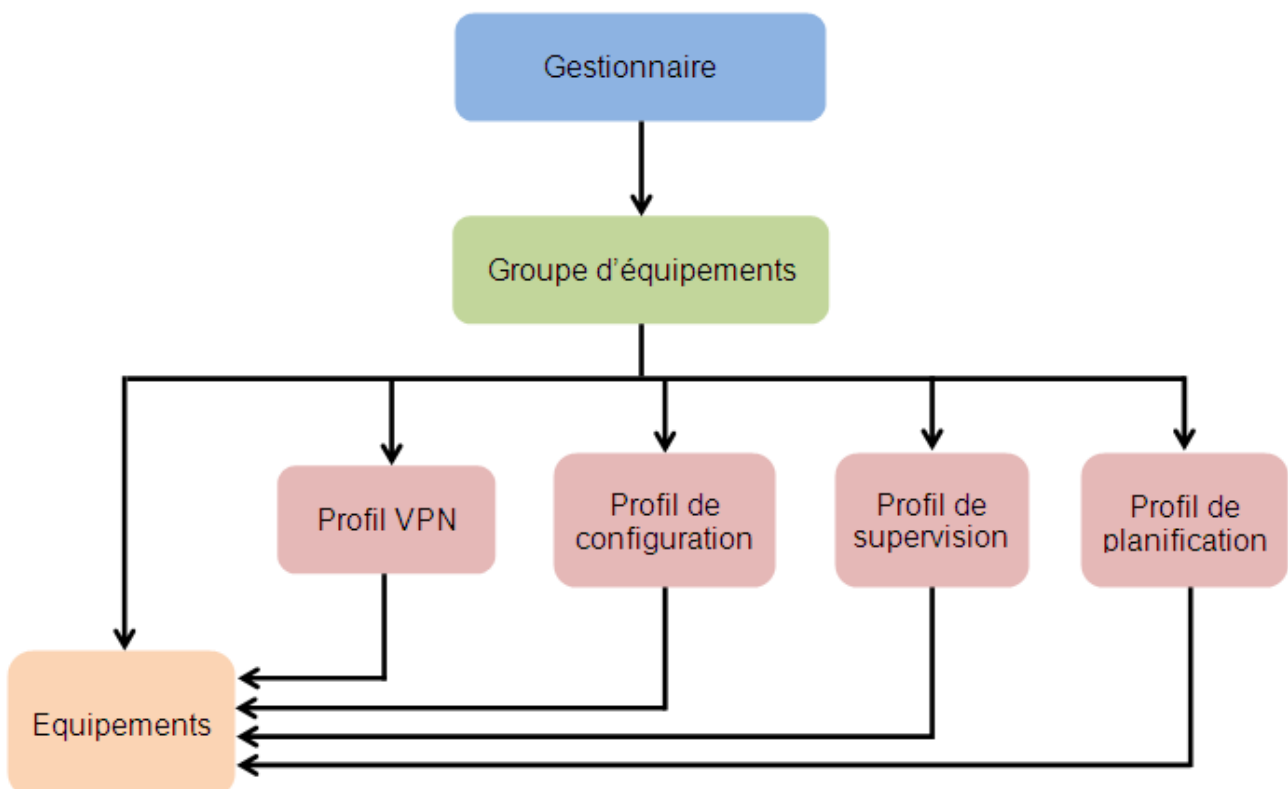 Gestionnaire
Groupe d'équipements
Profil VPN
Profil de
configuration
Profil de
supervision
Profil de
planification
Equipements